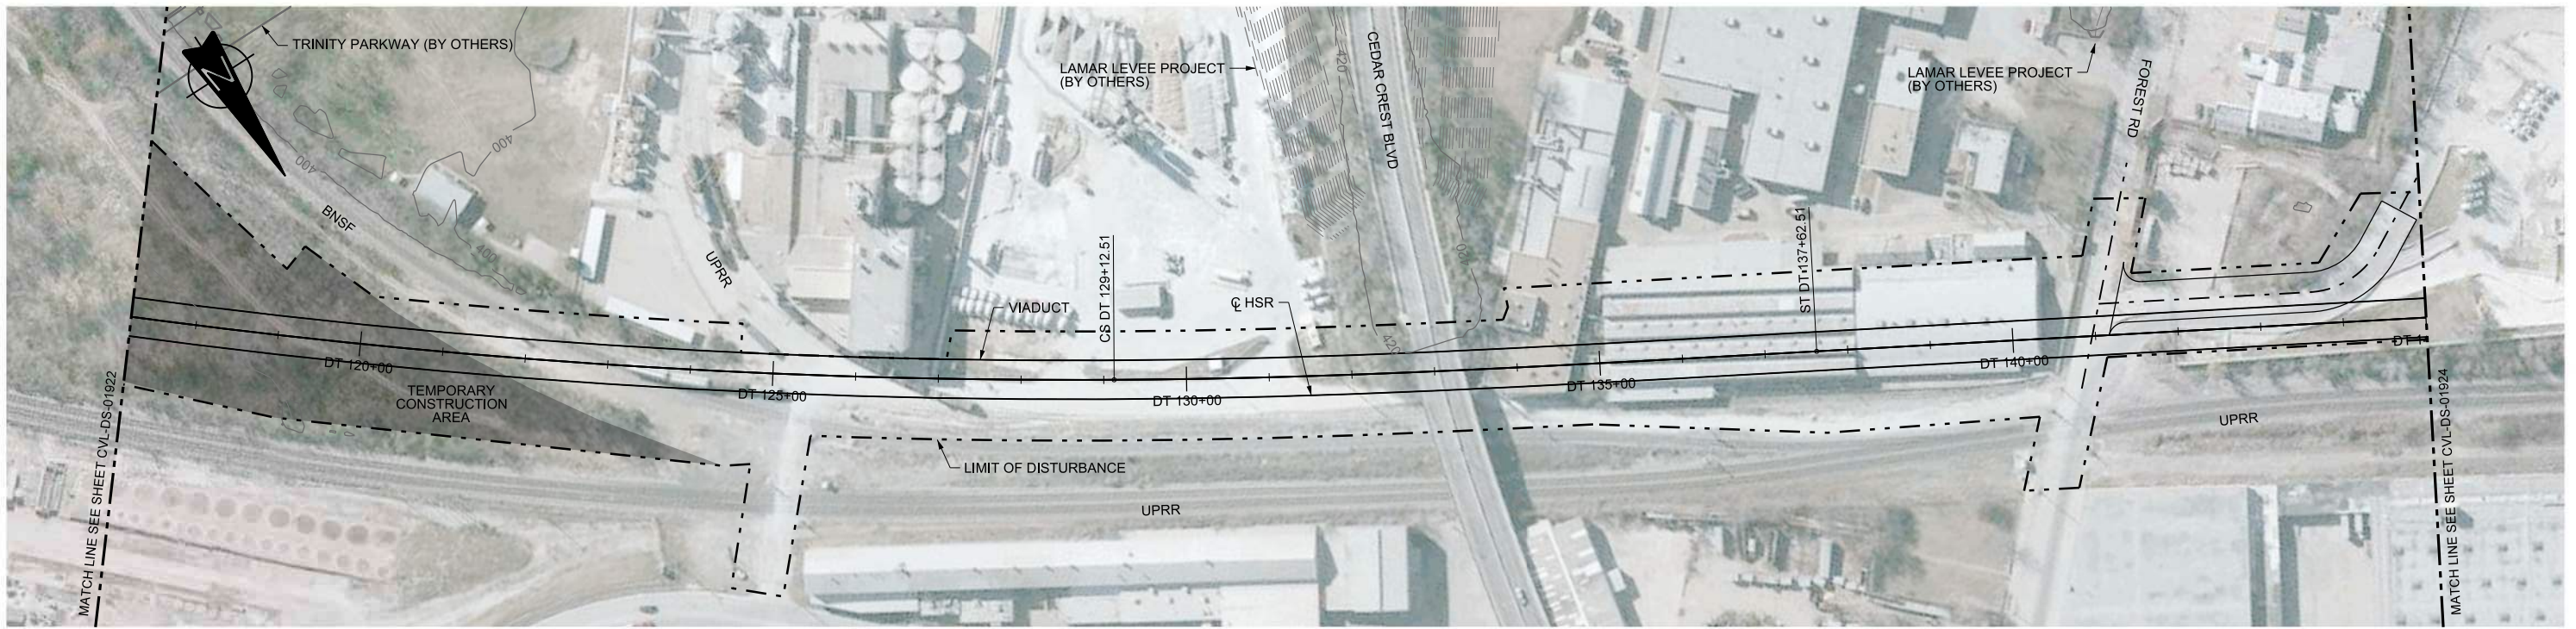 TRINITY PARKWAY (BY OTHERS)
N
400
400
400
BNSF
UPRR
LAMAR LEVEE PROJECT
(BY OTHERS)
420
CEDAR CREST BLVD
420
420
LAMAR LEVEE PROJECT
(BY OTHERS)
FOREST RD
CS DT 129+12.51
VIADUCT
℄ HSR
ST DT 137+62.51
DT 120+00
DT 125+00
DT 130+00
DT 135+00
DT 140+00
DT 1
TEMPORARY
CONSTRUCTION
AREA
LIMIT OF DISTURBANCE
UPRR
UPRR
MATCH LINE SEE SHEET CVL-DS-01922
MATCH LINE SEE SHEET CVL-DS-01924